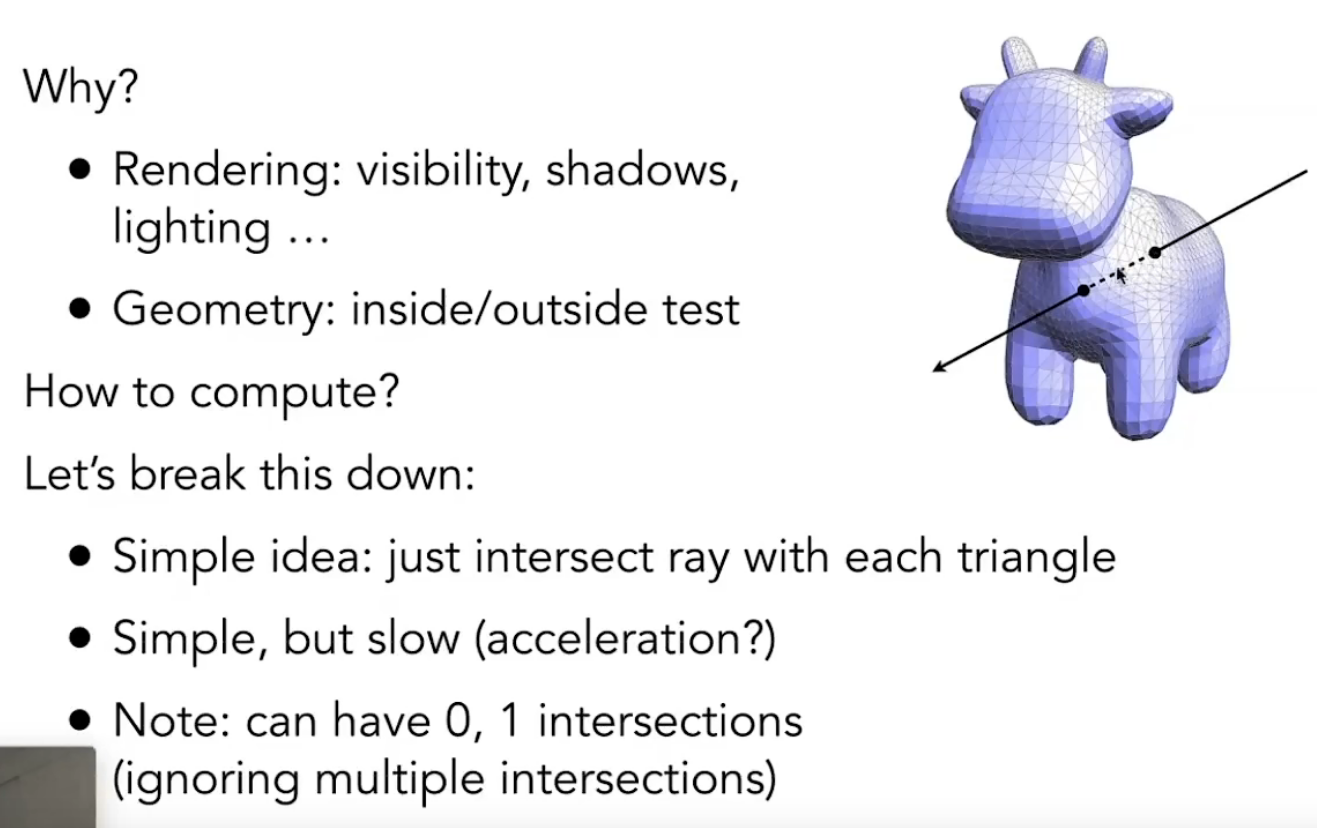 Why?
● Rendering: visibility, shadows,
lighting …
● Geometry: inside/outside test
How to compute?
Let’s break this down:
● Simple idea: just intersect ray with each triangle
● Simple, but slow (acceleration?)
● Note: can have 0, 1 intersections
(ignoring multiple intersections)